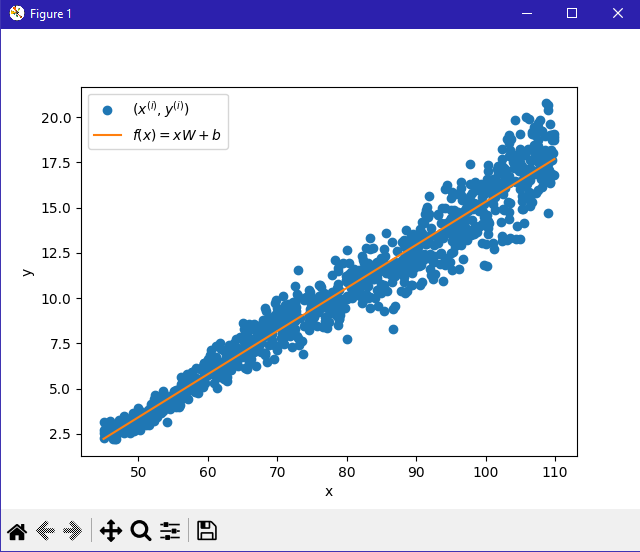 Figure 1
(x^{(i)}, y^{(i)})
f(x) = xW + b
20.0
17.5
15.0
12.5
10.0
7.5
5.0
2.5
y
50 60 70 80 90 100 110
x